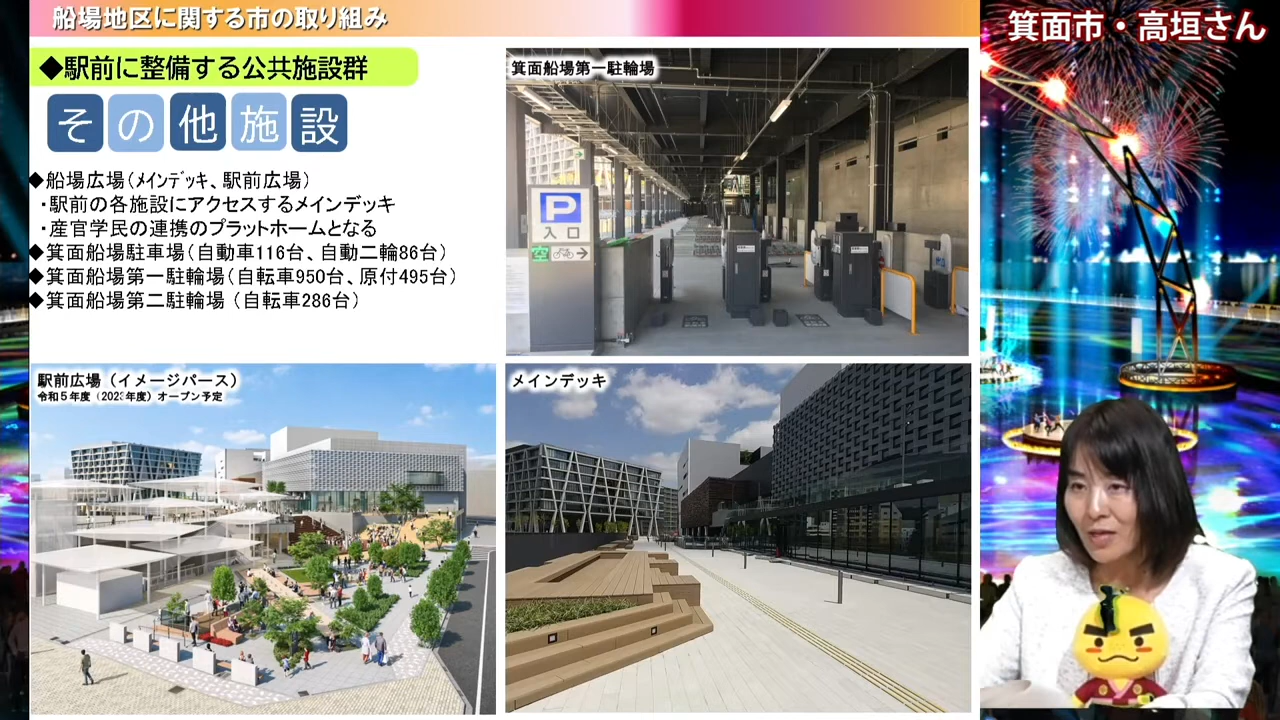 船場地区に関する市の取り組み
箕面市・高垣さん
◆駅前に整備する公共施設群
その他施設
◆船場広場(ﾒｲﾝﾃﾞｯｷ、駅前広場)
・駅前の各施設にアクセスするメインデッキ
・産官学民の連携のプラットホームとなる
◆箕面船場駐車場(自動車116台、自動二輪86台)
◆箕面船場第一駐輪場(自転車950台、原付495台)
◆箕面船場第二駐輪場 (自転車286台)
箕面船場第一駐輪場
P
入口
空
駅前広場 (イメージパース)
令和5年度 (2023年度) オープン予定
メインデッキ